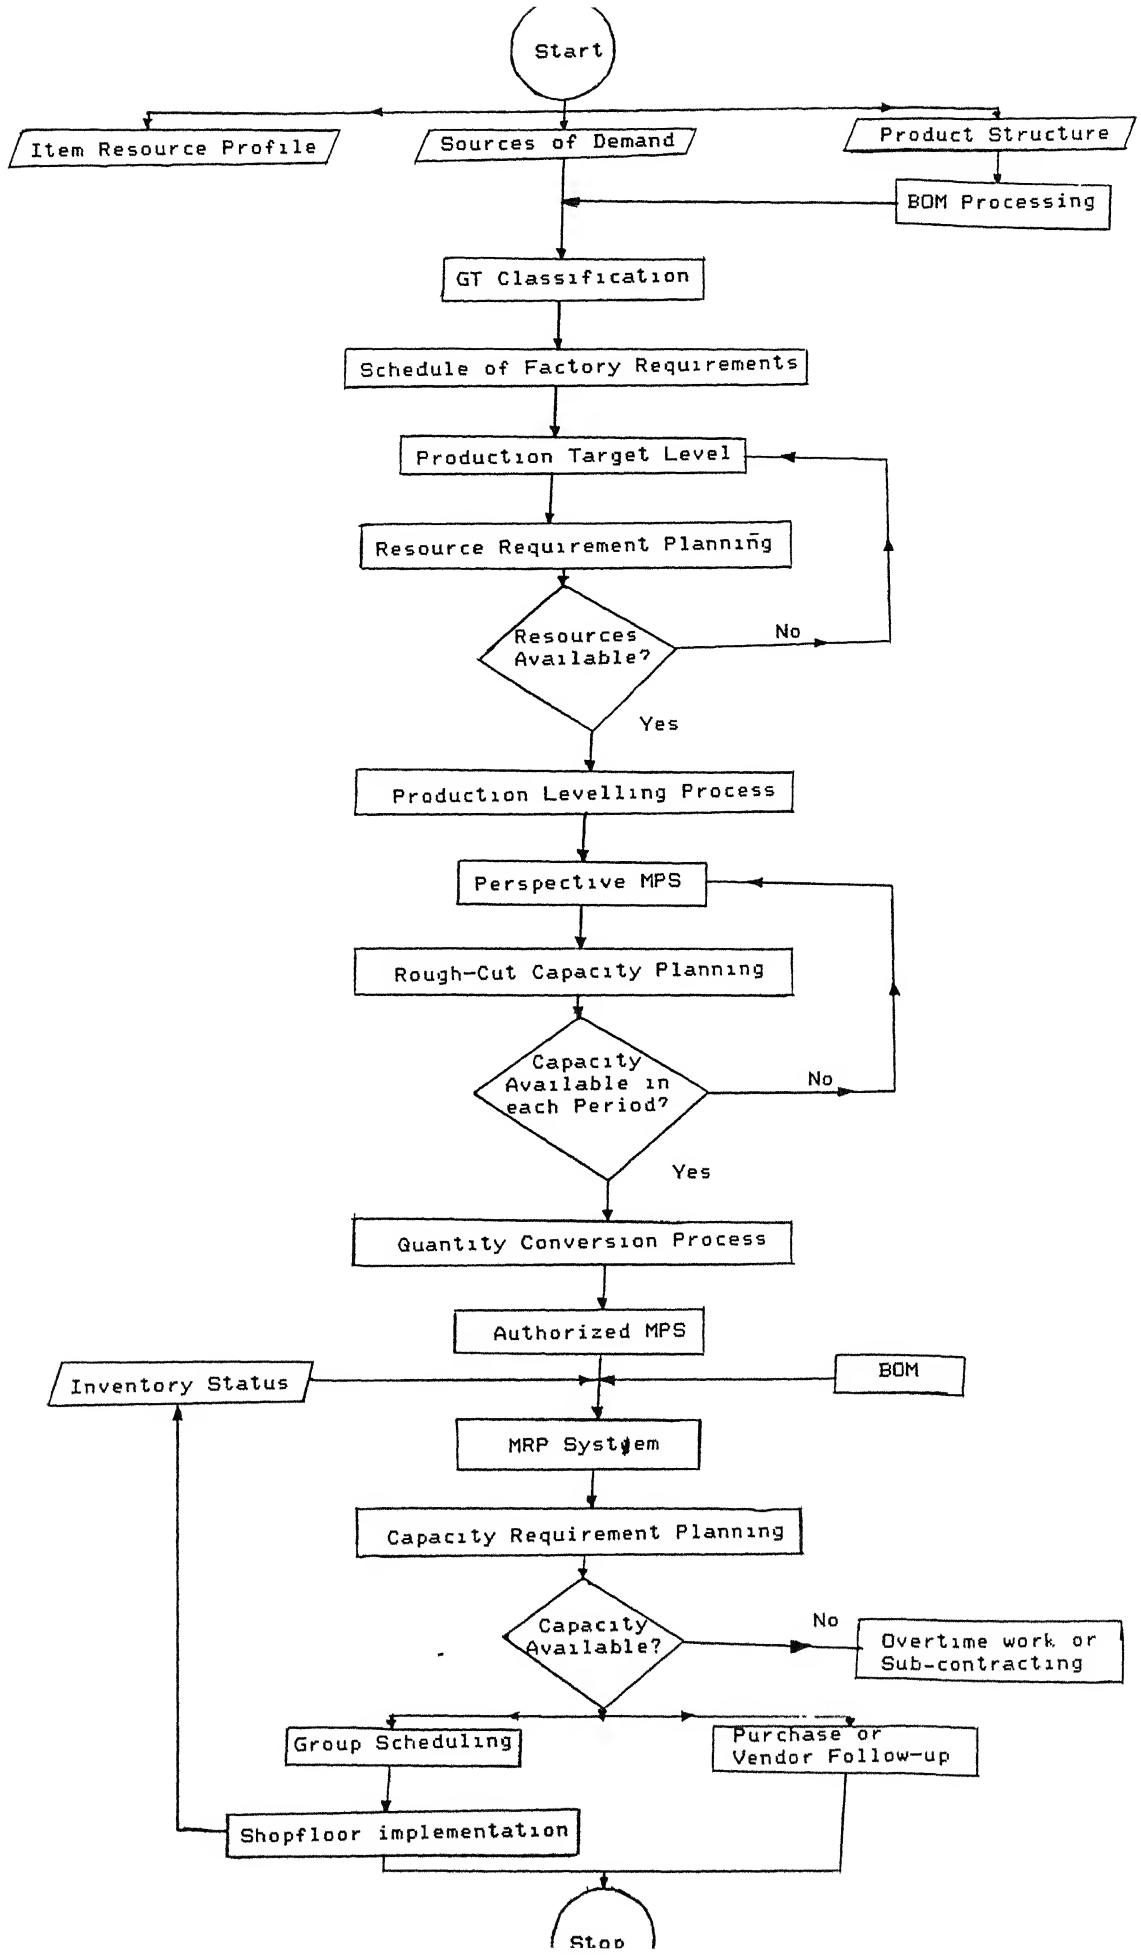 Start
Item Resource Profile
Sources of Demand
Product Structure
BOM Processing
GT Classification
Schedule of Factory Requirements
Production Target Level
Resource Requirement Planning
Resources
Available?
No
Yes
Production Levelling Process
Perspective MPS
Rough-Cut Capacity Planning
Capacity
Available in
each Period?
No
Yes
Quantity Conversion Process
Authorized MPS
Inventory Status
BOM
MRP System
Capacity Requirement Planning
Capacity
Available?
No
Overtime work or
Sub-contracting
Group Scheduling
Purchase or
Vendor Follow-up
Shopfloor implementation
Stop